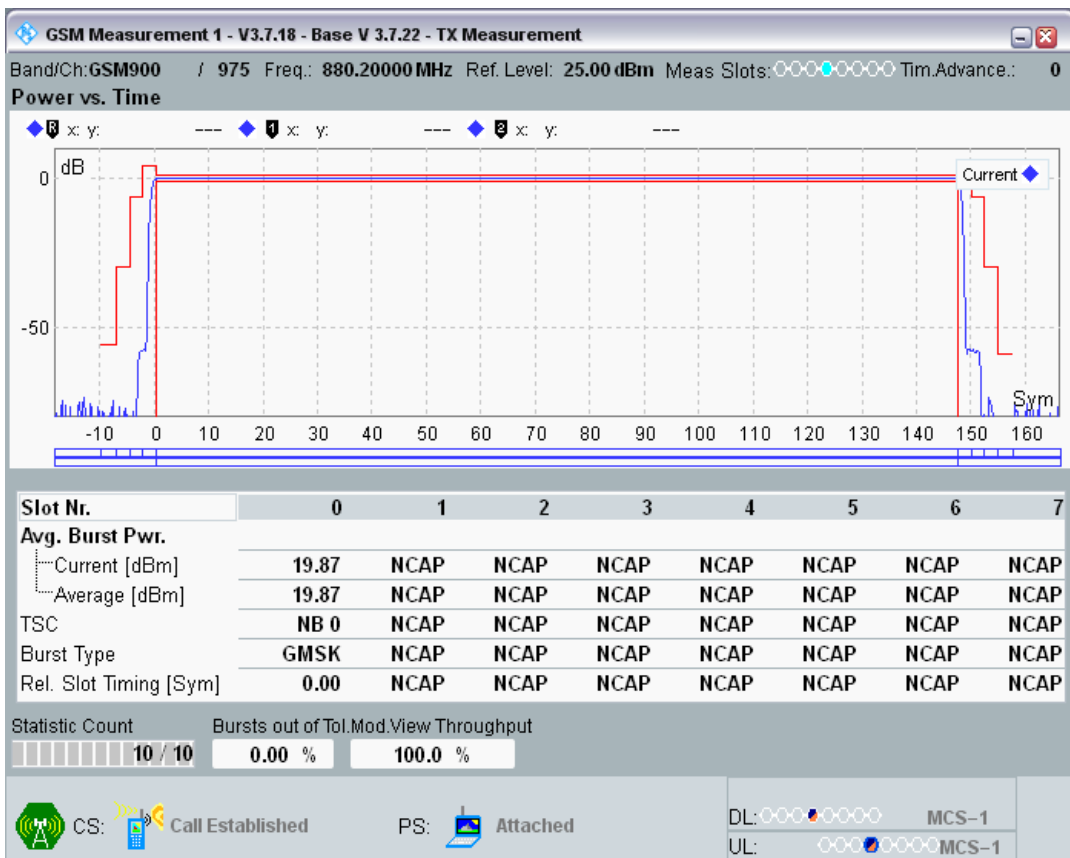 GSM Measurement 1 - V3.7.18 - Base V 3.7.22 - TX Measurement
Band/Ch:GSM900 / 975 Freq.: 880.20000 MHz Ref. Level: 25.00 dBm Meas Slots: Tim.Advance.: 0
Power vs. Time
R x: y: --- 1 x: y: --- 2 x: y: ---
dB
0
Current
-50
Sym
-10 0 10 20 30 40 50 60 70 80 90 100 110 120 130 140 150 160
Slot Nr. 0 1 2 3 4 5 6 7
Avg. Burst Pwr.
Current [dBm] 19.87 NCAP NCAP NCAP NCAP NCAP NCAP NCAP
Average [dBm] 19.87 NCAP NCAP NCAP NCAP NCAP NCAP NCAP
TSC NB 0 NCAP NCAP NCAP NCAP NCAP NCAP NCAP
Burst Type GMSK NCAP NCAP NCAP NCAP NCAP NCAP NCAP
Rel. Slot Timing [Sym] 0.00 NCAP NCAP NCAP NCAP NCAP NCAP NCAP
Statistic Count Bursts out of Tol.Mod.View Throughput
10 / 10 0.00 % 100.0 %
CS: Call Established PS: Attached
DL: MCS-1
UL: MCS-1